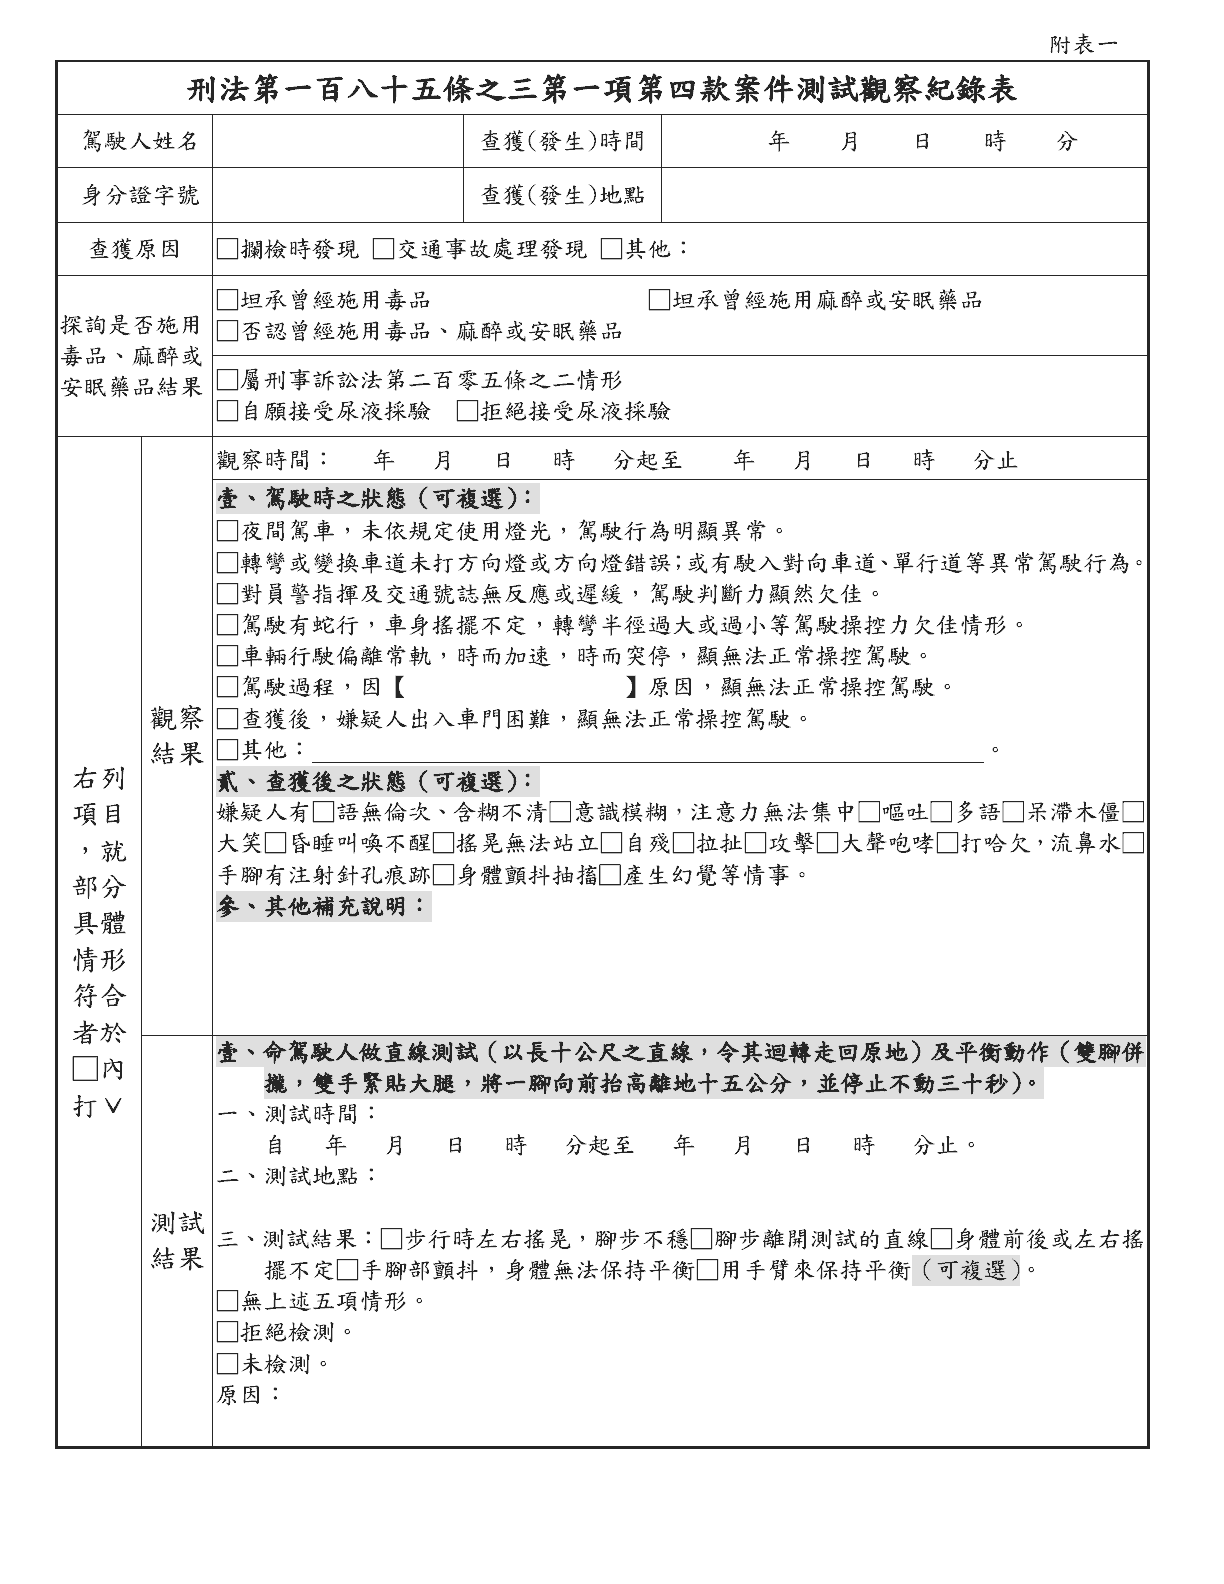 附表一
刑法第一百八十五條之三第一項第四款案件測試觀察紀錄表
駕駛人姓名 查獲(發生)時間 年 月 日 時 分
身分證字號 查獲(發生)地點
查獲原因 □攔檢時發現 □交通事故處理發現 □其他：
探詢是否施用
毒品、麻醉或
安眠藥品結果
□坦承曾經施用毒品 □坦承曾經施用麻醉或安眠藥品
□否認曾經施用毒品、麻醉或安眠藥品
□屬刑事訴訟法第二百零五條之二情形
□自願接受尿液採驗 □拒絕接受尿液採驗
右列
項目
，就
部分
具體
情形
符合
者於
□內
打∨
觀察
結果
觀察時間： 年 月 日 時 分起至 年 月 日 時 分止
壹、駕駛時之狀態（可複選）：
□夜間駕車，未依規定使用燈光，駕駛行為明顯異常。
□轉彎或變換車道未打方向燈或方向燈錯誤；或有駛入對向車道、單行道等異常駕駛行為。
□對員警指揮及交通號誌無反應或遲緩，駕駛判斷力顯然欠佳。
□駕駛有蛇行，車身搖擺不定，轉彎半徑過大或過小等駕駛操控力欠佳情形。
□車輛行駛偏離常軌，時而加速，時而突停，顯無法正常操控駕駛。
□駕駛過程，因【 】原因，顯無法正常操控駕駛。
□查獲後，嫌疑人出入車門困難，顯無法正常操控駕駛。
□其他： 。
貳、查獲後之狀態（可複選）：
嫌疑人有□語無倫次、含糊不清□意識模糊，注意力無法集中□嘔吐□多語□呆滯木僵□
大笑□昏睡叫喚不醒□搖晃無法站立□自殘□拉扯□攻擊□大聲咆哮□打哈欠，流鼻水□
手腳有注射針孔痕跡□身體顫抖抽搐□產生幻覺等情事。
參、其他補充說明：
測試
結果
壹、命駕駛人做直線測試（以長十公尺之直線，令其迴轉走回原地）及平衡動作（雙腳併
攏，雙手緊貼大腿，將一腳向前抬高離地十五公分，並停止不動三十秒）。
一、測試時間：
自 年 月 日 時 分起至 年 月 日 時 分止。
二、測試地點：
三、測試結果：□步行時左右搖晃，腳步不穩□腳步離開測試的直線□身體前後或左右搖
擺不定□手腳部顫抖，身體無法保持平衡□用手臂來保持平衡（可複選）。
□無上述五項情形。
□拒絕檢測。
□未檢測。
原因：